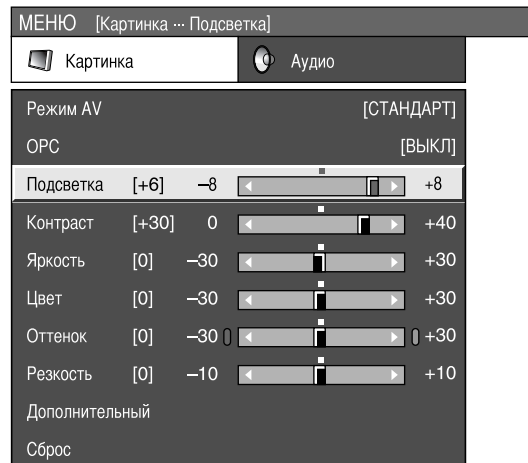 МЕНЮ [Картинка ··· Подсветка]
Картинка Аудио
Режим AV [СТАНДАРТ]
OPC [ВЫКЛ]
Подсветка [+6] –8 +8
Контраст [+30] 0 +40
Яркость [0] –30 +30
Цвет [0] –30 +30
Оттенок [0] –30 +30
Резкость [0] –10 +10
Дополнительный
Сброс